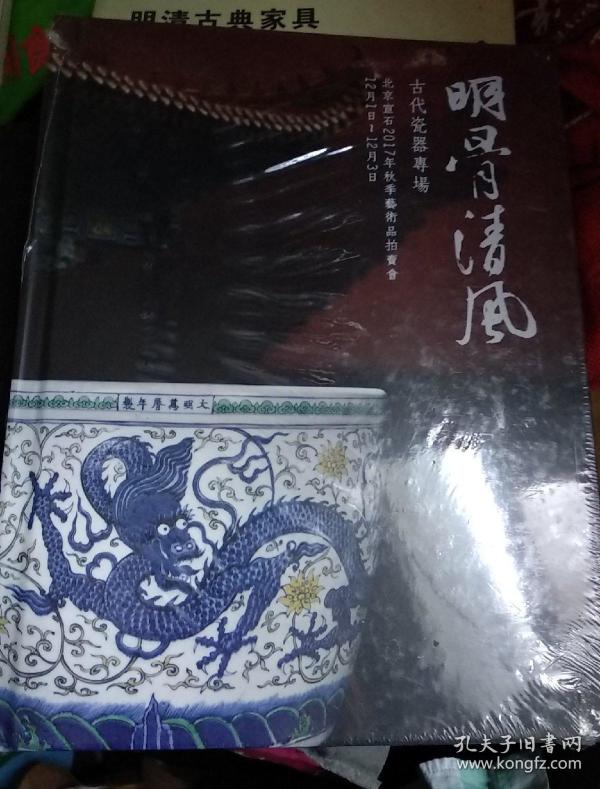 明清古典家具
明骨清风
古代瓷器專場
北京宣石2017年秋季藝術品拍賣會
12月1日~12月3日
大明萬曆年製
孔夫子旧书网
www.kongfz.com